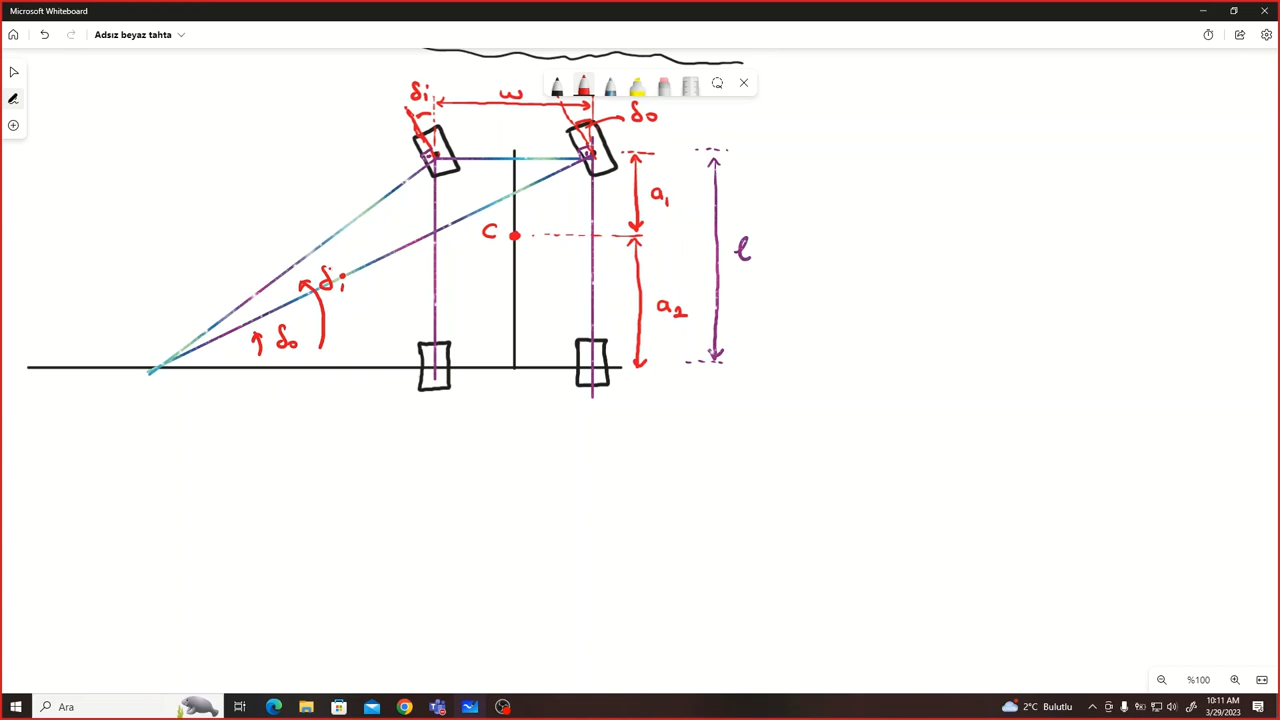 Microsoft Whiteboard
Adsız beyaz tahta
δi
w
δo
a1
C
l
δi
a2
δo
%100
Ara
2°C Bulutlu
10:11 AM
3/29/2023